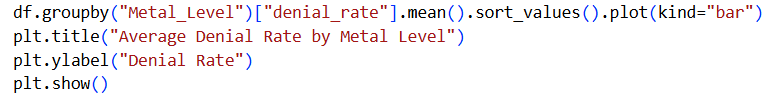 df.groupby("Metal_Level")["denial_rate"].mean().sort_values().plot(kind="bar")
plt.title("Average Denial Rate by Metal Level")
plt.ylabel("Denial Rate")
plt.show()